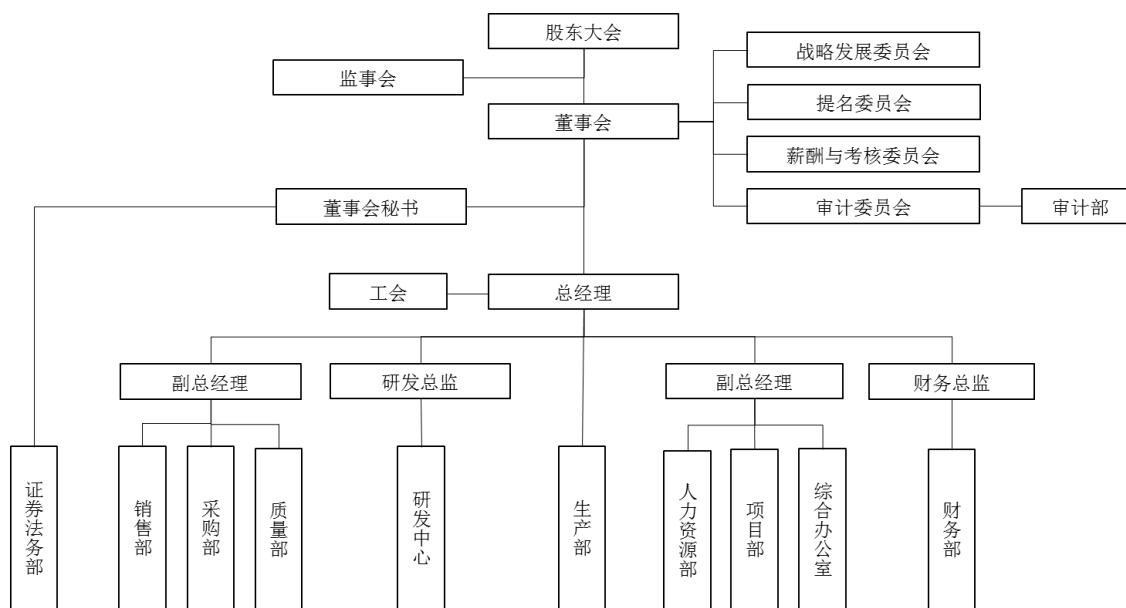 股东大会
监事会
战略发展委员会
提名委员会
董事会
薪酬与考核委员会
董事会秘书
审计委员会
审计部
工会
总经理
副总经理
研发总监
副总经理
财务总监
证券法务部
销售部
采购部
质量部
研发中心
生产部
人力资源部
项目部
综合办公室
财务部